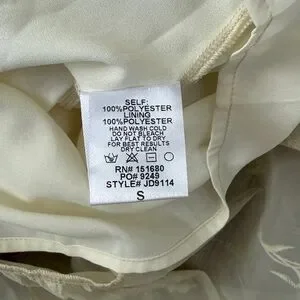 SELF:
100%POLYESTER
LINING
100%POLYESTER
HAND WASH COLD
DO NOT BLEACH
LAY FLAT TO DRY
FOR BEST RESULTS
DRY CLEAN
RN# 151680
PO# 9249
STYLE# JD9114
S